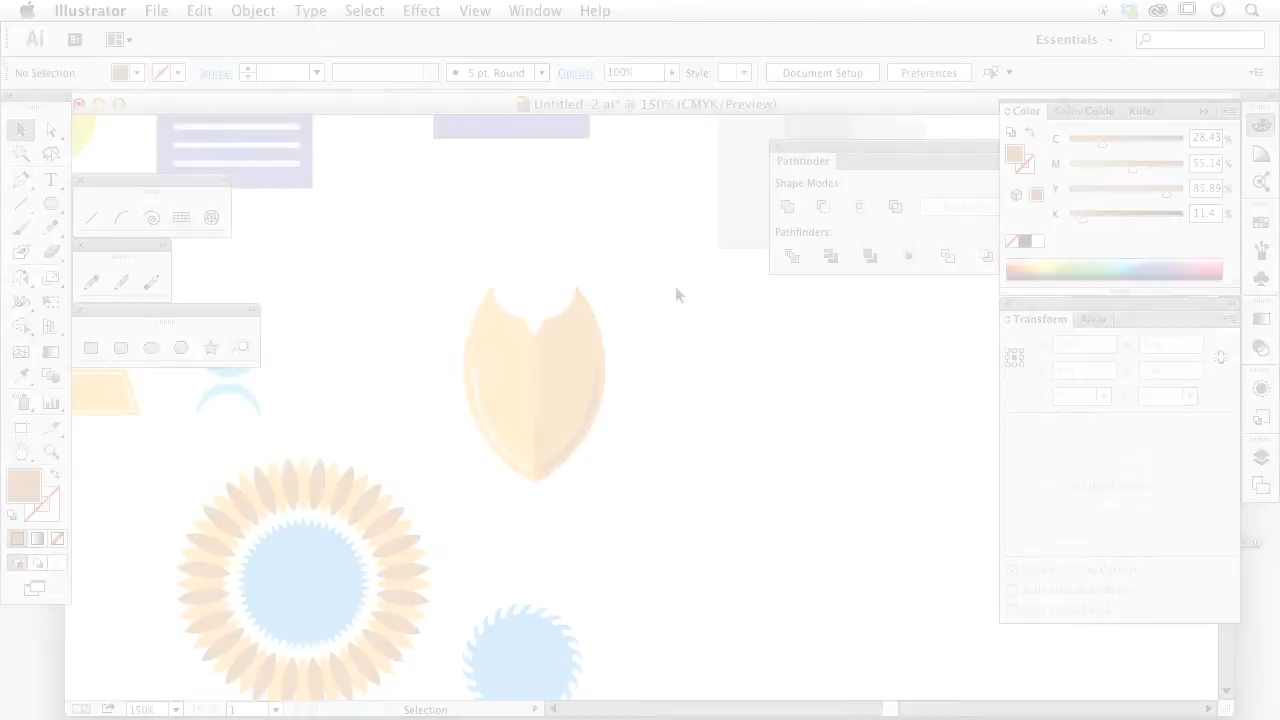 Illustrator File Edit Object Type Select Effect View Window Help
Ai Br Essentials
No Selection Stroke: 5 pt. Round Opacity: 100% Style: Document Setup Preferences
Untitled-2.ai* @ 150% (CMYK/Preview)
Color Color Guide Kuler
C 28.43 %
M 55.14 %
Y 85.89 %
K 11.4 %
Pathfinder
Shape Modes:
Pathfinders:
Transform Align
150% 1 Selection